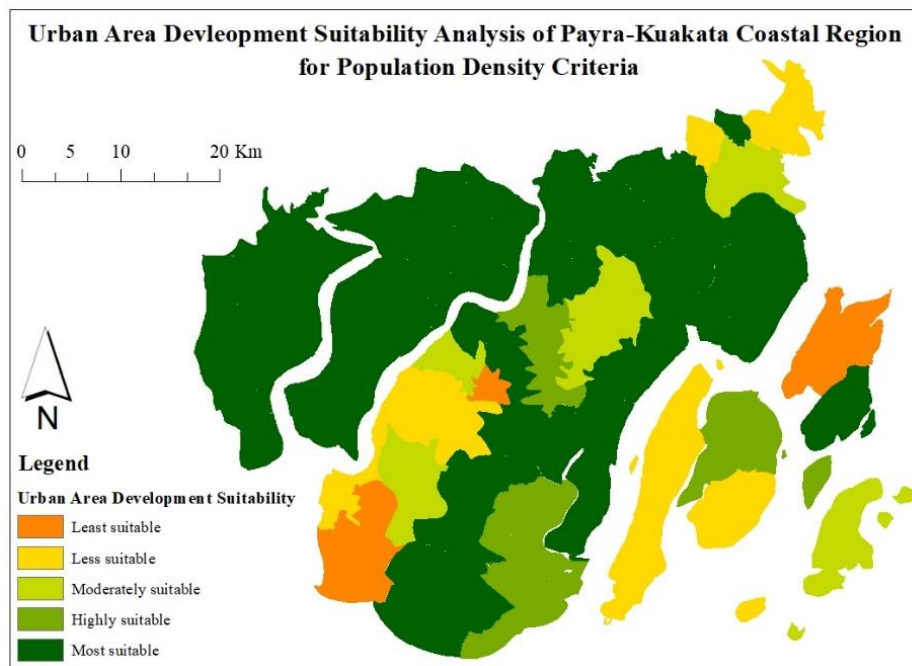 Urban Area Devleopment Suitability Analysis of Payra-Kuakata Coastal Region
for Population Density Criteria
0 5 10 20 Km
N
Legend
Urban Area Development Suitability
Least suitable
Less suitable
Moderately suitable
Highly suitable
Most suitable